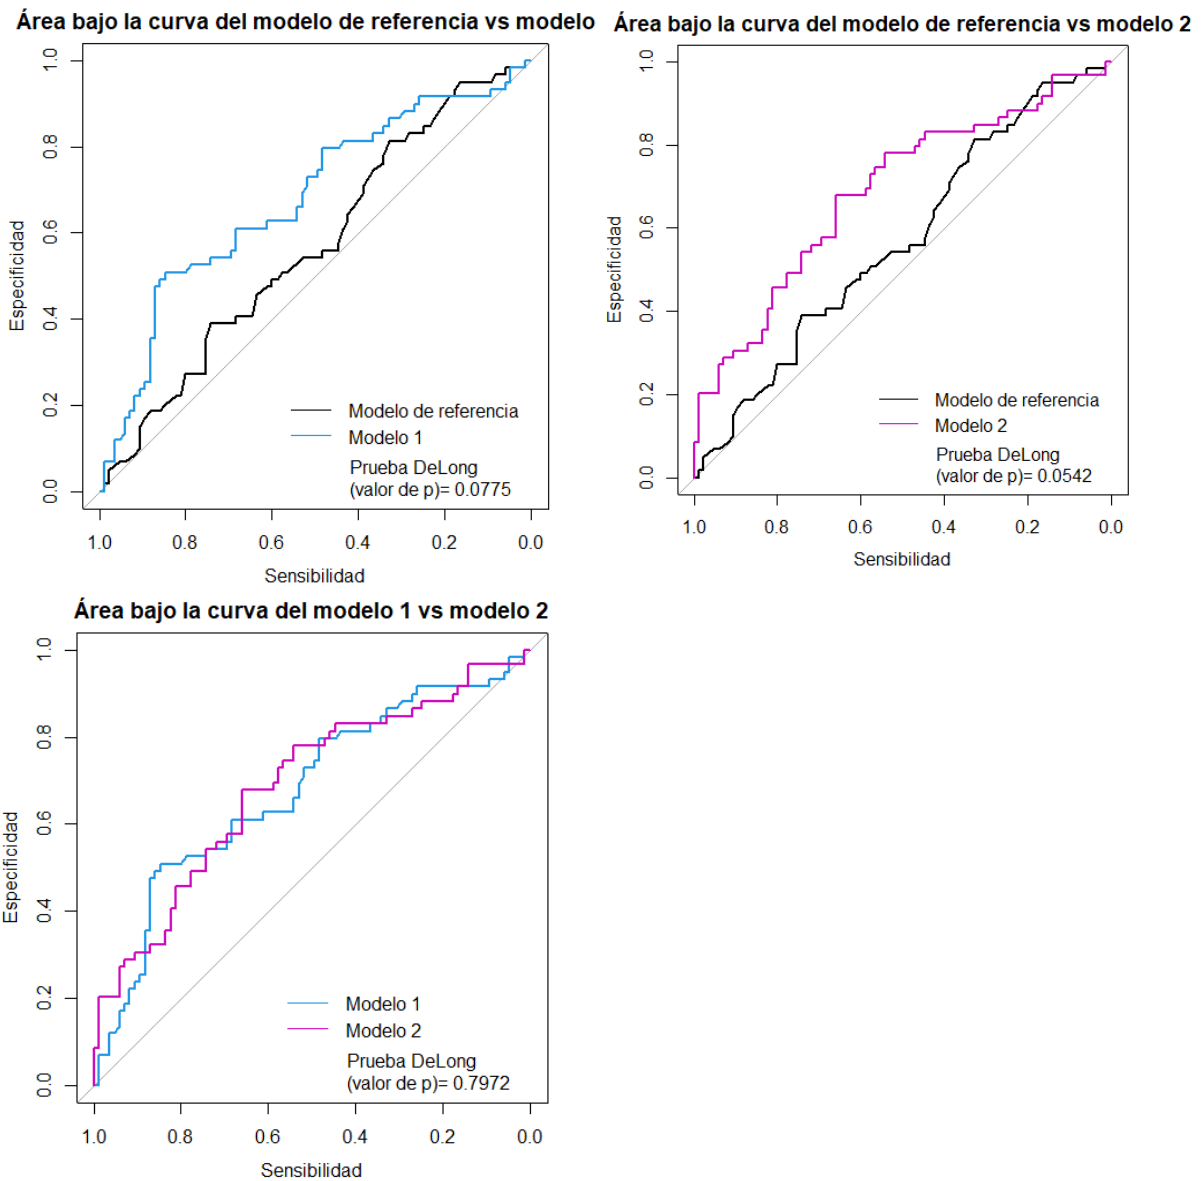 Área bajo la curva del modelo de referencia vs modelo
Especificidad
1.0
0.8
0.6
0.4
0.2
0.0
Modelo de referencia
Modelo 1
Prueba DeLong
(valor de p)= 0.0775
1.0 0.8 0.6 0.4 0.2 0.0
Sensibilidad
Área bajo la curva del modelo de referencia vs modelo 2
Especificidad
1.0
0.8
0.6
0.4
0.2
0.0
Modelo de referencia
Modelo 2
Prueba DeLong
(valor de p)= 0.0542
1.0 0.8 0.6 0.4 0.2 0.0
Sensibilidad
Área bajo la curva del modelo 1 vs modelo 2
Especificidad
1.0
0.8
0.6
0.4
0.2
0.0
Modelo 1
Modelo 2
Prueba DeLong
(valor de p)= 0.7972
1.0 0.8 0.6 0.4 0.2 0.0
Sensibilidad